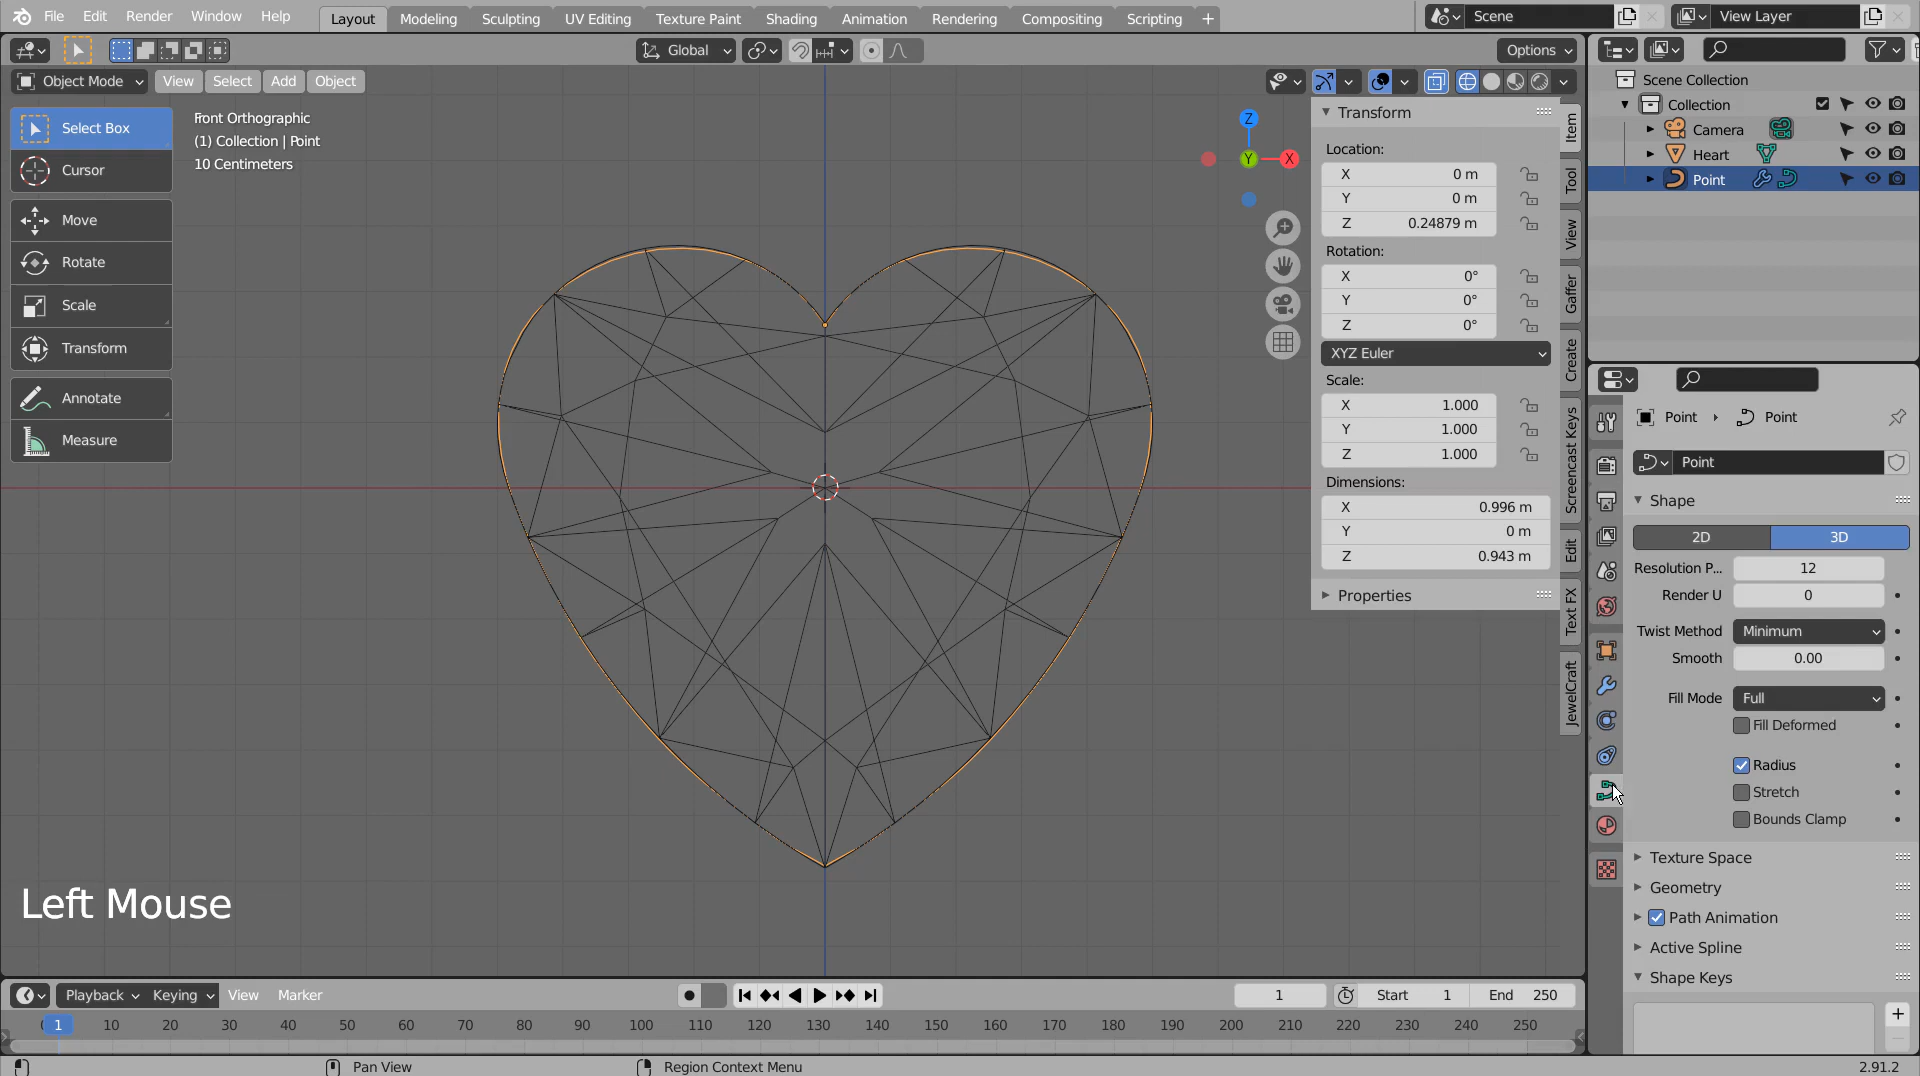 File Edit Render Window Help Layout Modeling Sculpting UV Editing Texture Paint Shading Animation Rendering Compositing Scripting + Scene View Layer
Global Options
Object Mode View Select Add Object
Select Box
Cursor
Move
Rotate
Scale
Transform
Annotate
Measure
Front Orthographic
(1) Collection | Point
10 Centimeters
Z
Y
X
Transform
Location:
X 0 m
Y 0 m
Z 0.24879 m
Rotation:
X 0°
Y 0°
Z 0°
XYZ Euler
Scale:
X 1.000
Y 1.000
Z 1.000
Dimensions:
X 0.996 m
Y 0 m
Z 0.943 m
Properties
Item
Tool
View
Gaffer
Create
Screencast Keys
Edit
Text FX
JewelCraft
Scene Collection
Collection
Camera
Heart
Point
Point Point
Point
Shape
2D 3D
Resolution P... 12
Render U 0
Twist Method Minimum
Smooth 0.00
Fill Mode Full
Fill Deformed
Radius
Stretch
Bounds Clamp
Texture Space
Geometry
Path Animation
Active Spline
Shape Keys
Left Mouse
Playback Keying View Marker 1 Start 1 End 250
1 10 20 30 40 50 60 70 80 90 100 110 120 130 140 150 160 170 180 190 200 210 220 230 240 250
Pan View Region Context Menu 2.91.2